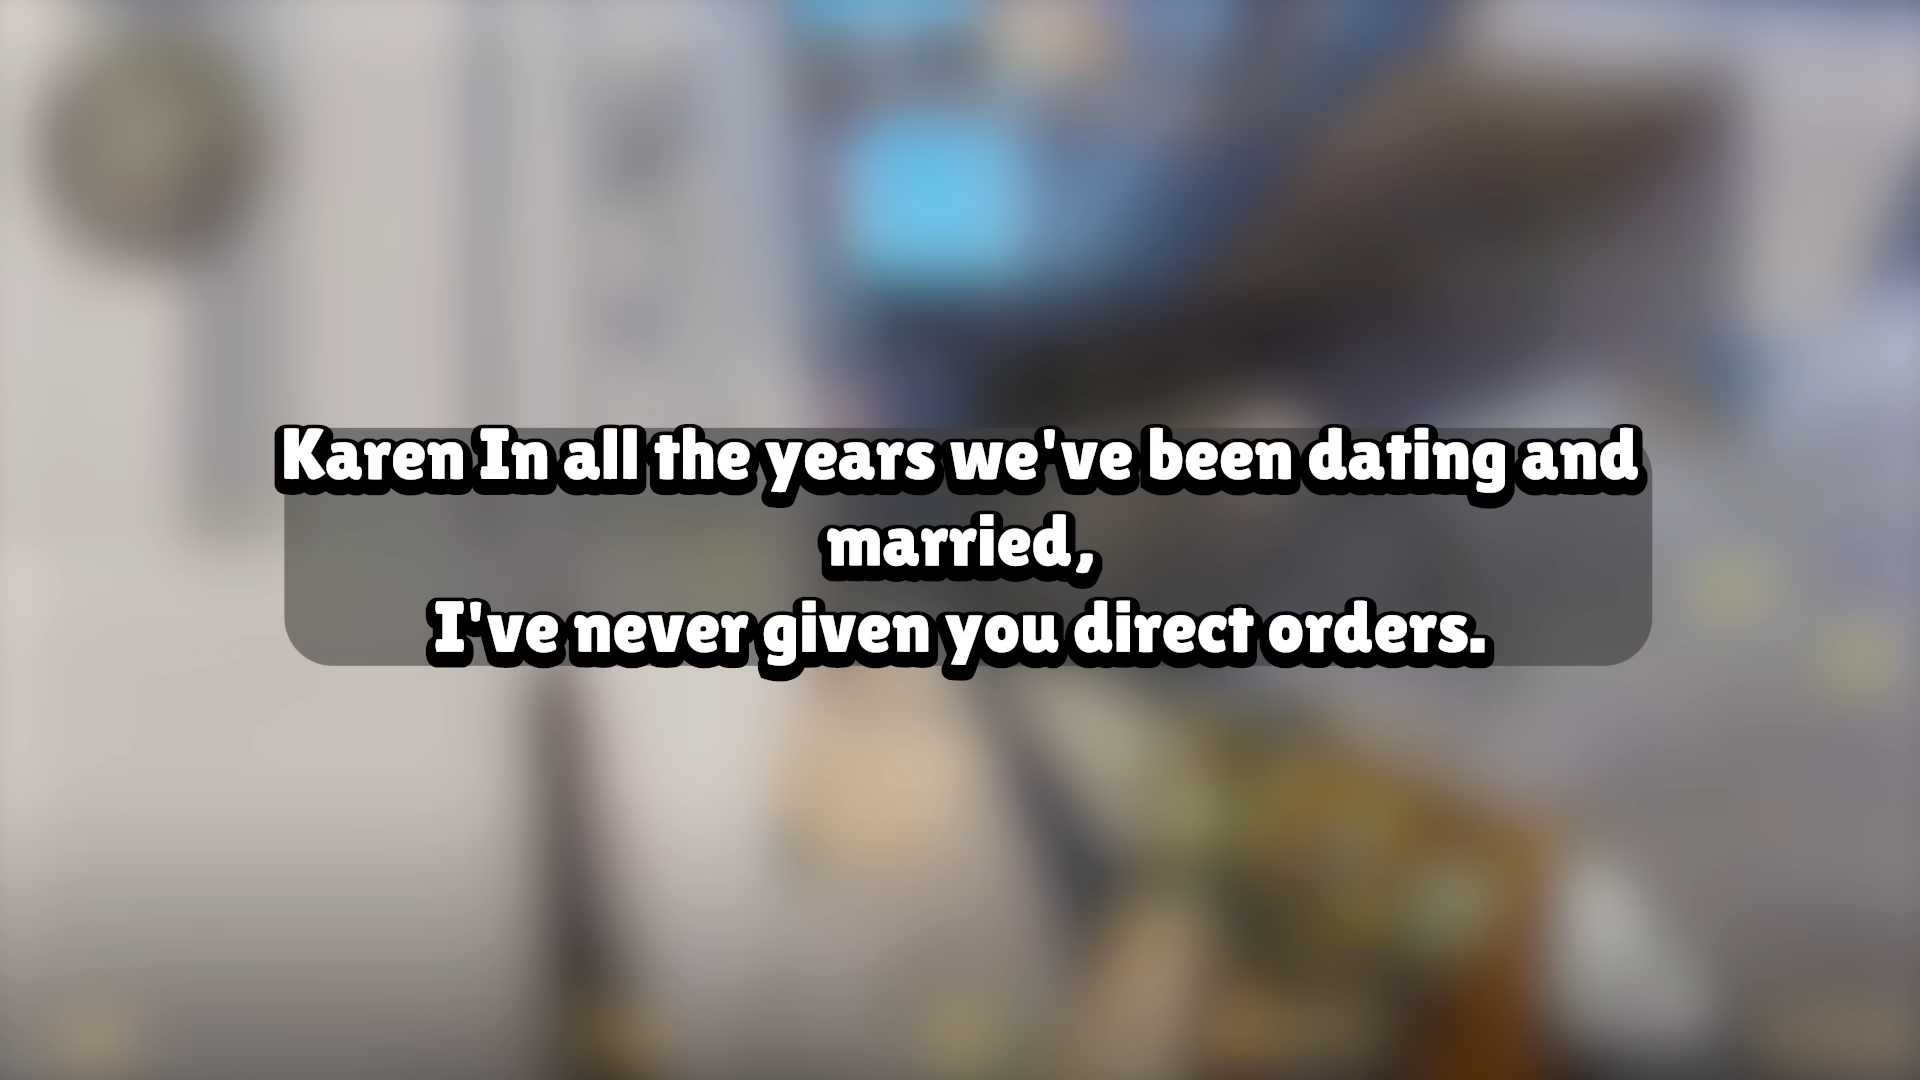 Karen In all the years we've been dating and
married,
I've never given you direct orders.